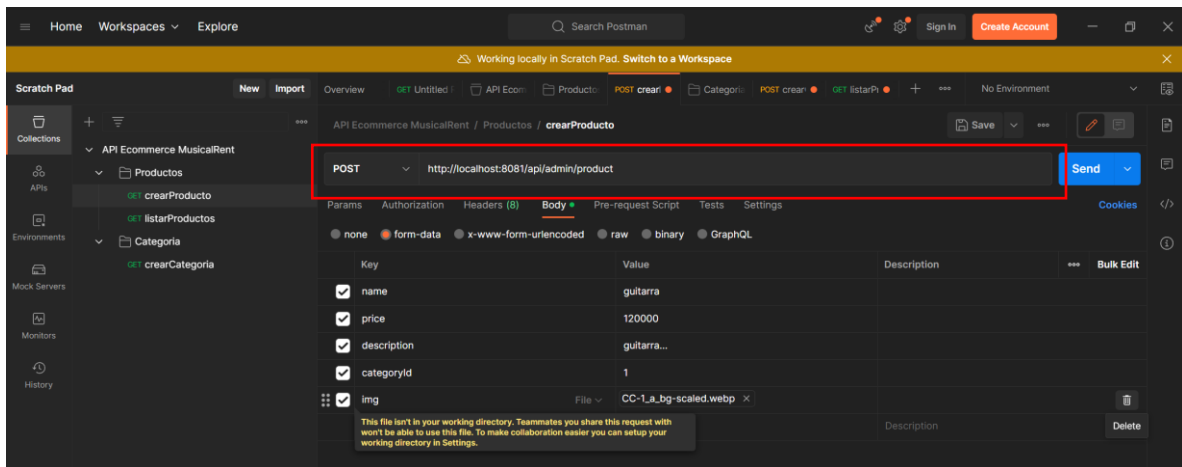 Home Workspaces Explore Search Postman Sign In Create Account
Working locally in Scratch Pad. Switch to a Workspace
Scratch Pad New Import Overview GET Untitled API Ecom Producto POST crear Categoria POST crear GET listarPr No Environment
Collections
API Ecommerce MusicalRent / Productos / crearProducto Save
API Ecommerce MusicalRent
POST http://localhost:8081/api/admin/product Send
Productos
APIs
GET crearProducto
Params Authorization Headers (8) Body Pre-request Script Tests Settings Cookies
GET listarProductos
Environments
none form-data x-www-form-urlencoded raw binary GraphQL
Categoria
GET crearCategoria
Key Value Description Bulk Edit
Mock Servers
name guitarra
price 120000
Monitors
description guitarra...
categoryId 1
History
img File CC-1_a_bg-scaled.webp
This file isn't in your working directory. Teammates you share this request with
won't be able to use this file. To make collaboration easier you can setup your
working directory in Settings.
Description Delete